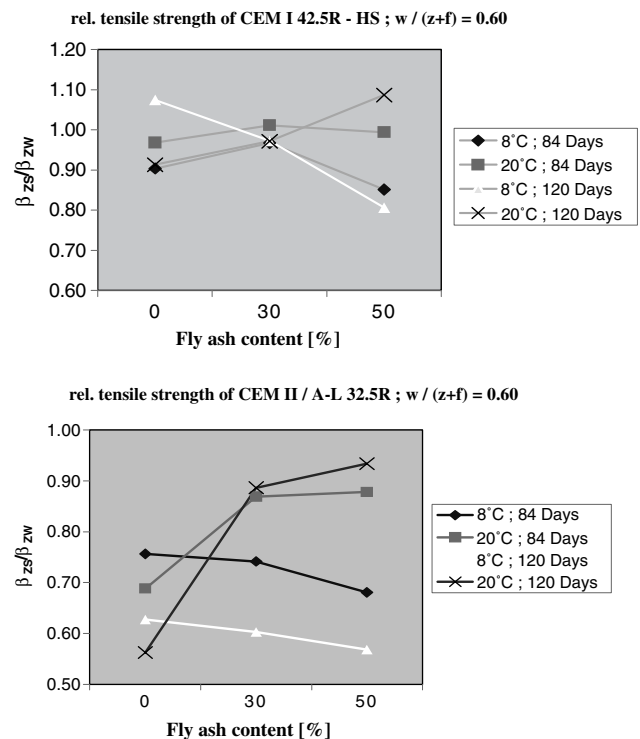 rel. tensile strength of CEM I 42.5R - HS ; w / (z+f) = 0.60
1.20
1.10
1.00
0.90
0.80
0.70
0.60
βzs/βzw
0 30 50
Fly ash content [%]
8˚C ; 84 Days
20˚C ; 84 Days
8˚C ; 120 Days
20˚C ; 120 Days
rel. tensile strength of CEM II / A-L 32.5R ; w / (z+f) = 0.60
1.00
0.90
0.80
0.70
0.60
0.50
βzs/βzw
0 30 50
Fly ash content [%]
8˚C ; 84 Days
20˚C ; 84 Days
8˚C ; 120 Days
20˚C ; 120 Days